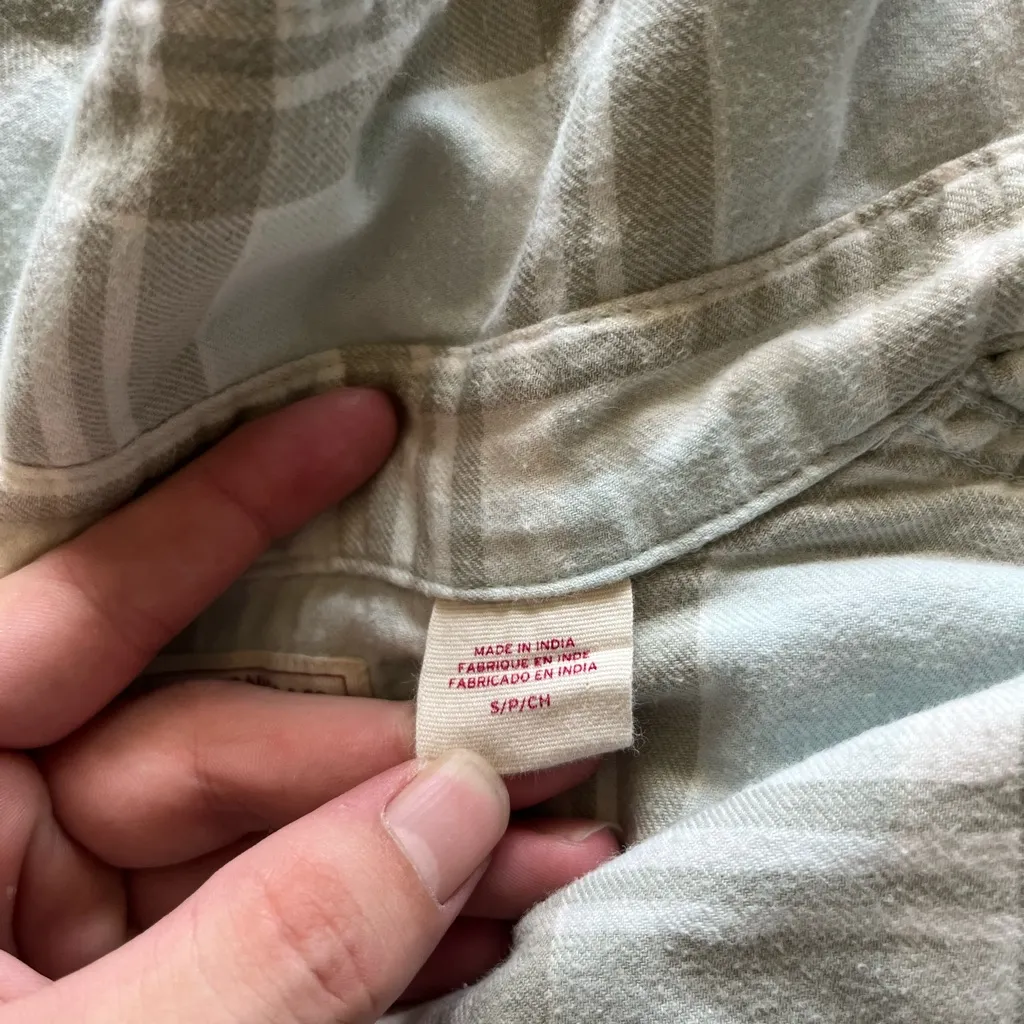 MADE IN INDIA
FABRIQUE EN INDE
FABRICADO EN INDIA
S/P/CH